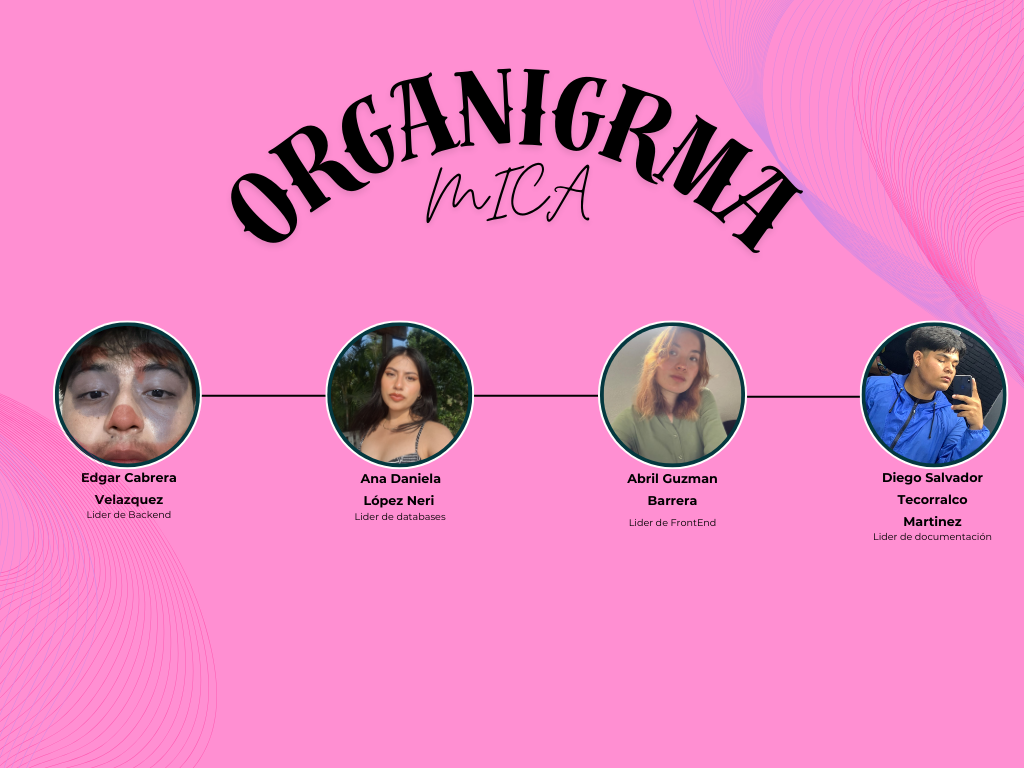 ORGANIGRMA
MICA
Edgar Cabrera
Velazquez
Lider de Backend
Ana Daniela
López Neri
Lider de databases
Abril Guzman
Barrera
Lider de FrontEnd
Diego Salvador
Tecorralco
Martinez
Lider de documentación